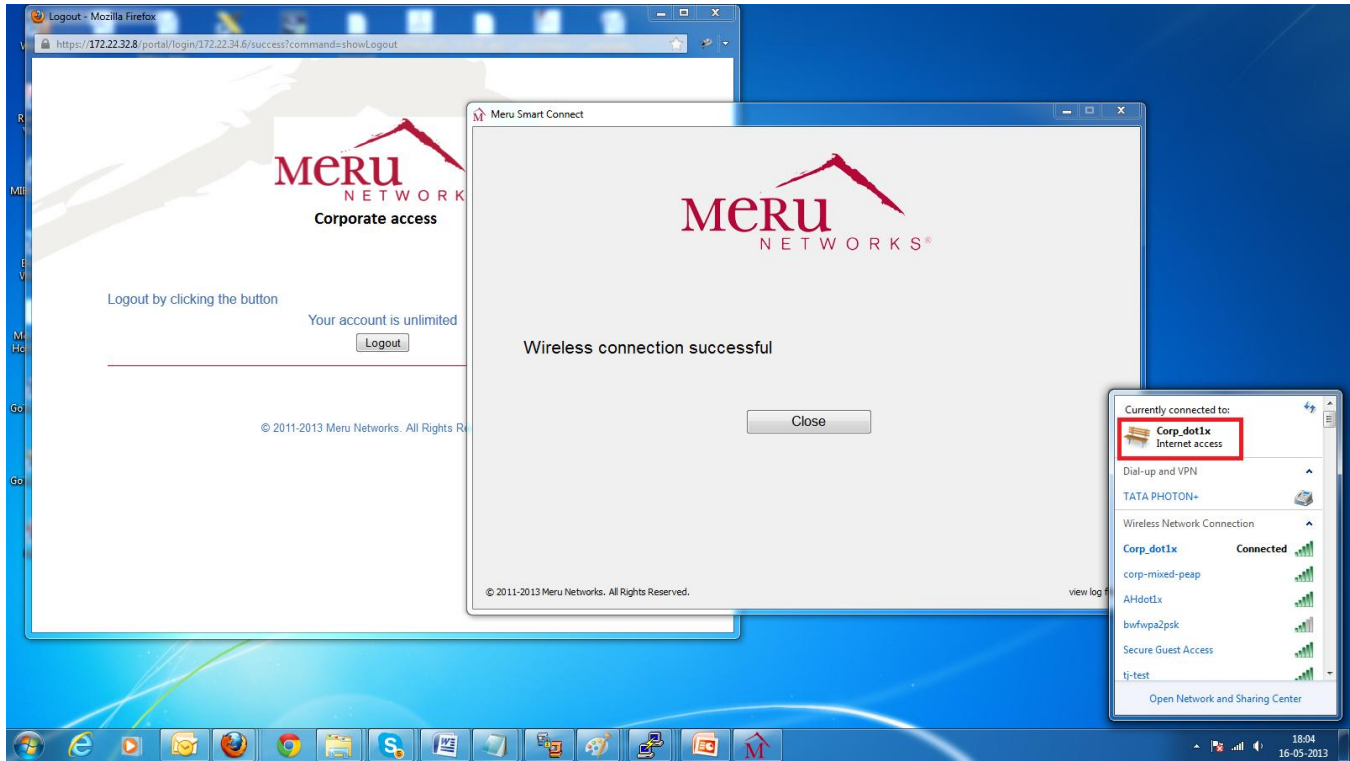 Logout - Mozilla Firefox
https://172.22.32.8/portal/login/172.22.34.6/success?command=showLogout
MERU
NETWORK
Corporate access
Logout by clicking the button
Your account is unlimited
Logout
© 2011-2013 Meru Networks. All Rights Re
Meru Smart Connect
MERU
NETWORKS®
Wireless connection successful
Close
© 2011-2013 Meru Networks. All Rights Reserved.
view log f
Currently connected to:
Corp_dot1x
Internet access
Dial-up and VPN
TATA PHOTON+
Wireless Network Connection
Corp_dot1x Connected
corp-mixed-peap
AHdot1x
bwfwpa2psk
Secure Guest Access
tj-test
Open Network and Sharing Center
18:04
16-05-2013